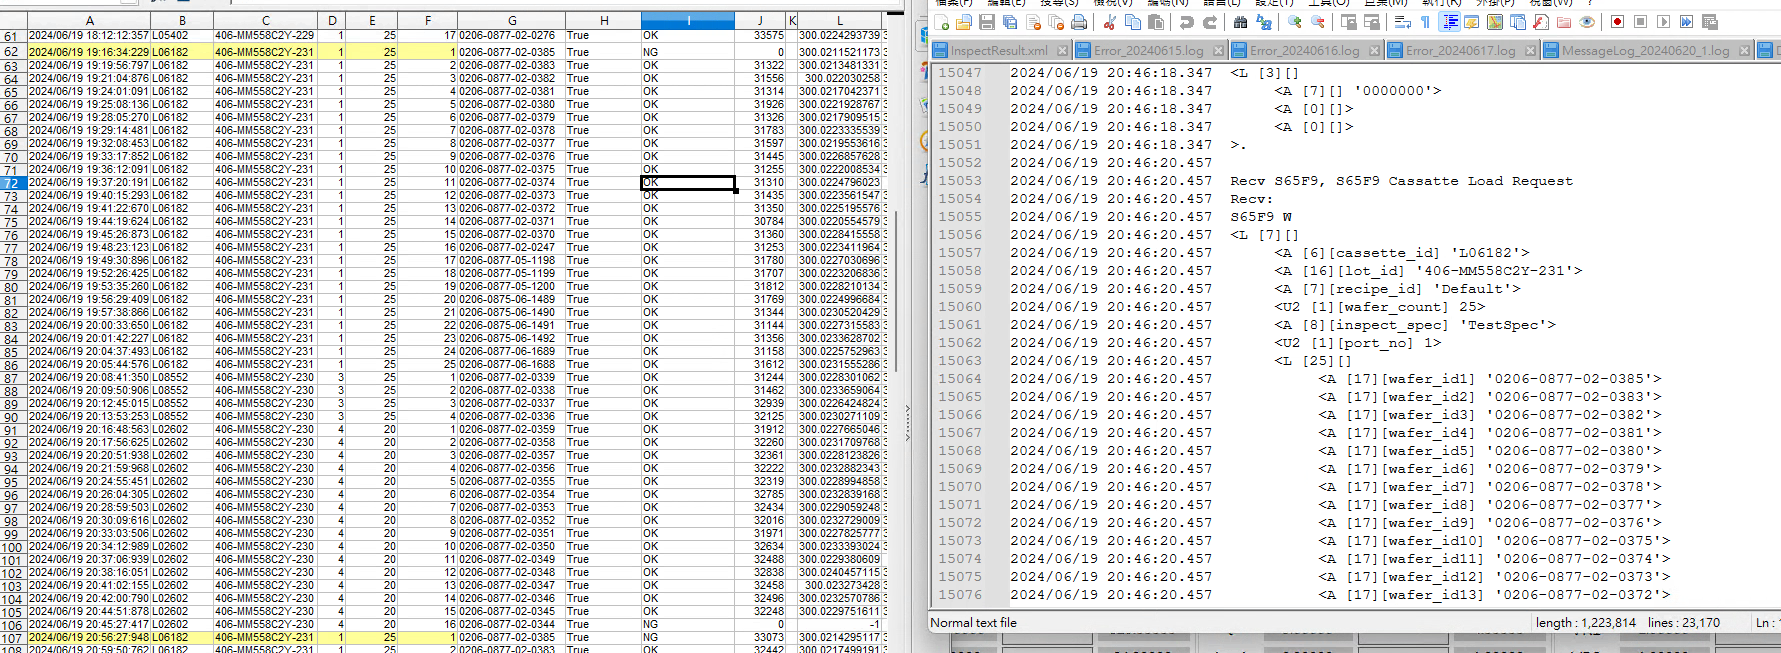 檔案(F) 編輯(E) 搜尋(S) 檢視(V) 編碼(N) 語言(L) 設定(T) 工具(O) 巨集(M) 執行(R) 外掛(P) 視窗(W) ?
InspectResult.xml Error_20240615.log Error_20240616.log Error_20240617.log MessageLog_20240620_1.log
A B C D E F G H I J K L
61 2024/06/19 18:12:12:357 L05402 406-MM558C2Y-229 1 25 17 0206-0877-02-0276 True OK 33575 300.0224293739
62 2024/06/19 19:16:34:229 L06182 406-MM558C2Y-231 1 25 1 0206-0877-02-0385 True NG 0 300.0211521173
63 2024/06/19 19:19:56:797 L06182 406-MM558C2Y-231 1 25 2 0206-0877-02-0383 True OK 31322 300.0213481331
64 2024/06/19 19:21:04:876 L06182 406-MM558C2Y-231 1 25 3 0206-0877-02-0382 True OK 31556 300.022030258
65 2024/06/19 19:24:01:091 L06182 406-MM558C2Y-231 1 25 4 0206-0877-02-0381 True OK 31314 300.0217042371
66 2024/06/19 19:25:08:136 L06182 406-MM558C2Y-231 1 25 5 0206-0877-02-0380 True OK 31926 300.0221928767
67 2024/06/19 19:28:05:270 L06182 406-MM558C2Y-231 1 25 6 0206-0877-02-0379 True OK 31326 300.0217909515
68 2024/06/19 19:29:14:481 L06182 406-MM558C2Y-231 1 25 7 0206-0877-02-0378 True OK 31783 300.0223335539
69 2024/06/19 19:32:08:453 L06182 406-MM558C2Y-231 1 25 8 0206-0877-02-0377 True OK 31597 300.0219553616
70 2024/06/19 19:33:17:852 L06182 406-MM558C2Y-231 1 25 9 0206-0877-02-0376 True OK 31445 300.0226857628
71 2024/06/19 19:36:12:091 L06182 406-MM558C2Y-231 1 25 10 0206-0877-02-0375 True OK 31255 300.0222008534
72 2024/06/19 19:37:20:191 L06182 406-MM558C2Y-231 1 25 11 0206-0877-02-0374 True OK 31310 300.0224796023
73 2024/06/19 19:40:15:293 L06182 406-MM558C2Y-231 1 25 12 0206-0877-02-0373 True OK 31435 300.0223561547
74 2024/06/19 19:41:22:670 L06182 406-MM558C2Y-231 1 25 13 0206-0877-02-0372 True OK 31350 300.0225195576
75 2024/06/19 19:44:19:624 L06182 406-MM558C2Y-231 1 25 14 0206-0877-02-0371 True OK 30784 300.0220554579
76 2024/06/19 19:45:26:873 L06182 406-MM558C2Y-231 1 25 15 0206-0877-02-0370 True OK 31360 300.0228415558
77 2024/06/19 19:48:23:123 L06182 406-MM558C2Y-231 1 25 16 0206-0877-02-0247 True OK 31253 300.0223411964
78 2024/06/19 19:49:30:896 L06182 406-MM558C2Y-231 1 25 17 0206-0877-05-1198 True OK 31780 300.0227030696
79 2024/06/19 19:52:26:425 L06182 406-MM558C2Y-231 1 25 18 0206-0877-05-1199 True OK 31707 300.0223206836
80 2024/06/19 19:53:35:260 L06182 406-MM558C2Y-231 1 25 19 0206-0877-05-1200 True OK 31812 300.0228210134
81 2024/06/19 19:56:29:409 L06182 406-MM558C2Y-231 1 25 20 0206-0875-06-1489 True OK 31769 300.0224996684
82 2024/06/19 19:57:38:866 L06182 406-MM558C2Y-231 1 25 21 0206-0875-06-1490 True OK 31344 300.0230520429
83 2024/06/19 20:00:33:650 L06182 406-MM558C2Y-231 1 25 22 0206-0875-06-1491 True OK 31144 300.0227315583
84 2024/06/19 20:01:42:227 L06182 406-MM558C2Y-231 1 25 23 0206-0875-06-1492 True OK 31356 300.0233628702
85 2024/06/19 20:04:37:493 L06182 406-MM558C2Y-231 1 25 24 0206-0877-06-1689 True OK 31158 300.0225752963
86 2024/06/19 20:05:44:576 L06182 406-MM558C2Y-231 1 25 25 0206-0877-06-1688 True OK 31612 300.0231555286
87 2024/06/19 20:08:41:350 L08552 406-MM558C2Y-230 3 25 1 0206-0877-02-0339 True OK 31244 300.0228301062
88 2024/06/19 20:09:50:906 L08552 406-MM558C2Y-230 3 25 2 0206-0877-02-0338 True OK 31462 300.0233659064
89 2024/06/19 20:12:45:015 L08552 406-MM558C2Y-230 3 25 3 0206-0877-02-0337 True OK 32939 300.0226424824
90 2024/06/19 20:13:53:253 L08552 406-MM558C2Y-230 3 25 4 0206-0877-02-0336 True OK 32125 300.0230271109
91 2024/06/19 20:16:48:563 L02602 406-MM558C2Y-230 4 20 1 0206-0877-02-0359 True OK 31912 300.0227665046
92 2024/06/19 20:17:56:625 L02602 406-MM558C2Y-230 4 20 2 0206-0877-02-0358 True OK 32260 300.0231709768
93 2024/06/19 20:20:51:938 L02602 406-MM558C2Y-230 4 20 3 0206-0877-02-0357 True OK 32361 300.0228123826
94 2024/06/19 20:21:59:968 L02602 406-MM558C2Y-230 4 20 4 0206-0877-02-0356 True OK 32222 300.0232882343
95 2024/06/19 20:24:55:451 L02602 406-MM558C2Y-230 4 20 5 0206-0877-02-0355 True OK 32319 300.0228994858
96 2024/06/19 20:26:04:305 L02602 406-MM558C2Y-230 4 20 6 0206-0877-02-0354 True OK 32785 300.0232839168
97 2024/06/19 20:28:59:503 L02602 406-MM558C2Y-230 4 20 7 0206-0877-02-0353 True OK 32434 300.0229059248
98 2024/06/19 20:30:09:616 L02602 406-MM558C2Y-230 4 20 8 0206-0877-02-0352 True OK 32016 300.0232729009
99 2024/06/19 20:33:03:506 L02602 406-MM558C2Y-230 4 20 9 0206-0877-02-0351 True OK 31971 300.0227825777
100 2024/06/19 20:34:12:989 L02602 406-MM558C2Y-230 4 20 10 0206-0877-02-0350 True OK 32634 300.0233393024
101 2024/06/19 20:37:06:939 L02602 406-MM558C2Y-230 4 20 11 0206-0877-02-0349 True OK 32488 300.0229380609
102 2024/06/19 20:38:16:051 L02602 406-MM558C2Y-230 4 20 12 0206-0877-02-0348 True OK 32838 300.0240457115
103 2024/06/19 20:41:02:155 L02602 406-MM558C2Y-230 4 20 13 0206-0877-02-0347 True OK 32458 300.023273428
104 2024/06/19 20:42:00:790 L02602 406-MM558C2Y-230 4 20 14 0206-0877-02-0346 True OK 32496 300.0232570786
105 2024/06/19 20:44:51:878 L02602 406-MM558C2Y-230 4 20 15 0206-0877-02-0345 True OK 32248 300.0229751611
106 2024/06/19 20:45:27:417 L02602 406-MM558C2Y-230 4 20 16 0206-0877-02-0344 True NG 0 -1
107 2024/06/19 20:56:27:948 L06182 406-MM558C2Y-231 1 25 1 0206-0877-02-0385 True NG 33073 300.0214295117
108 2024/06/19 20:59:50:762 L06182 406-MM558C2Y-231 1 25 2 0206-0877-02-0383 True OK 32442 300.0217499191
15047 2024/06/19 20:46:18.347 <L [3][]
15048 2024/06/19 20:46:18.347 <A [7][] '0000000'>
15049 2024/06/19 20:46:18.347 <A [0][]>
15050 2024/06/19 20:46:18.347 <A [0][]>
15051 2024/06/19 20:46:18.347 >.
15052 2024/06/19 20:46:20.457
15053 2024/06/19 20:46:20.457 Recv S65F9, S65F9 Cassatte Load Request
15054 2024/06/19 20:46:20.457 Recv:
15055 2024/06/19 20:46:20.457 S65F9 W
15056 2024/06/19 20:46:20.457 <L [7][]
15057 2024/06/19 20:46:20.457 <A [6][cassette_id] 'L06182'>
15058 2024/06/19 20:46:20.457 <A [16][lot_id] '406-MM558C2Y-231'>
15059 2024/06/19 20:46:20.457 <A [7][recipe_id] 'Default'>
15060 2024/06/19 20:46:20.457 <U2 [1][wafer_count] 25>
15061 2024/06/19 20:46:20.457 <A [8][inspect_spec] 'TestSpec'>
15062 2024/06/19 20:46:20.457 <U2 [1][port_no] 1>
15063 2024/06/19 20:46:20.457 <L [25][]
15064 2024/06/19 20:46:20.457 <A [17][wafer_id1] '0206-0877-02-0385'>
15065 2024/06/19 20:46:20.457 <A [17][wafer_id2] '0206-0877-02-0383'>
15066 2024/06/19 20:46:20.457 <A [17][wafer_id3] '0206-0877-02-0382'>
15067 2024/06/19 20:46:20.457 <A [17][wafer_id4] '0206-0877-02-0381'>
15068 2024/06/19 20:46:20.457 <A [17][wafer_id5] '0206-0877-02-0380'>
15069 2024/06/19 20:46:20.457 <A [17][wafer_id6] '0206-0877-02-0379'>
15070 2024/06/19 20:46:20.457 <A [17][wafer_id7] '0206-0877-02-0378'>
15071 2024/06/19 20:46:20.457 <A [17][wafer_id8] '0206-0877-02-0377'>
15072 2024/06/19 20:46:20.457 <A [17][wafer_id9] '0206-0877-02-0376'>
15073 2024/06/19 20:46:20.457 <A [17][wafer_id10] '0206-0877-02-0375'>
15074 2024/06/19 20:46:20.457 <A [17][wafer_id11] '0206-0877-02-0374'>
15075 2024/06/19 20:46:20.457 <A [17][wafer_id12] '0206-0877-02-0373'>
15076 2024/06/19 20:46:20.457 <A [17][wafer_id13] '0206-0877-02-0372'>
Normal text file length : 1,223,814 lines : 23,170 Ln :